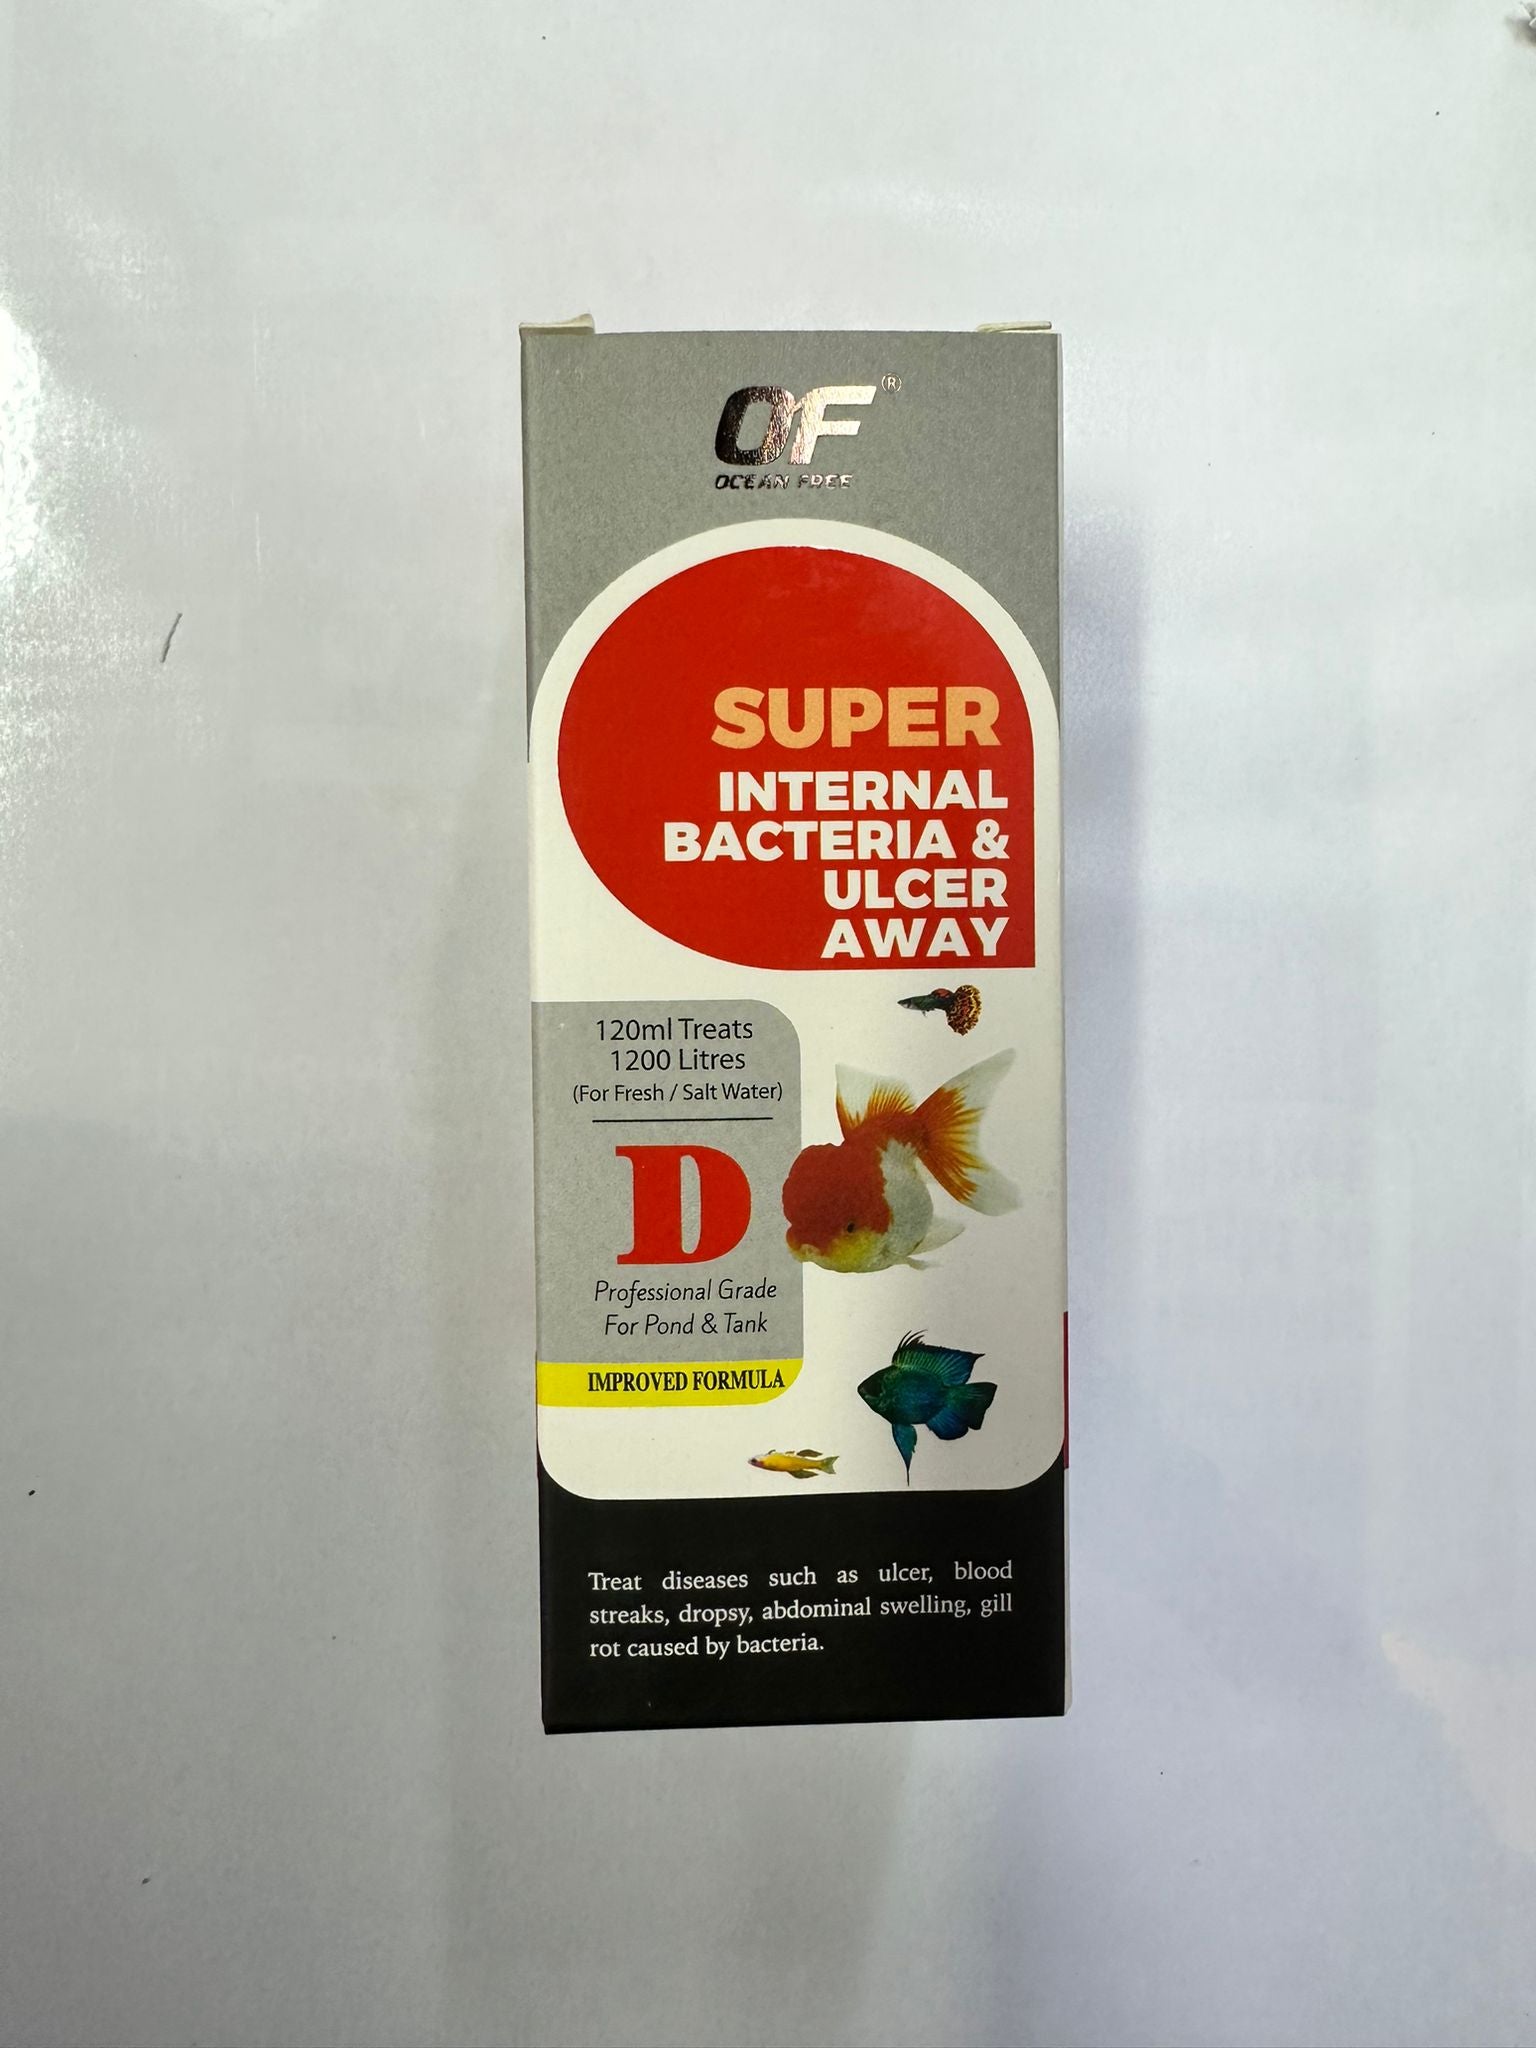 OF®
OCEAN FREE
SUPER
INTERNAL
BACTERIA &
ULCER
AWAY
120ml Treats
1200 Litres
(For Fresh / Salt Water)
D
Professional Grade
For Pond & Tank
IMPROVED FORMULA
Treat diseases such as ulcer, blood
streaks, dropsy, abdominal swelling, gill
rot caused by bacteria.